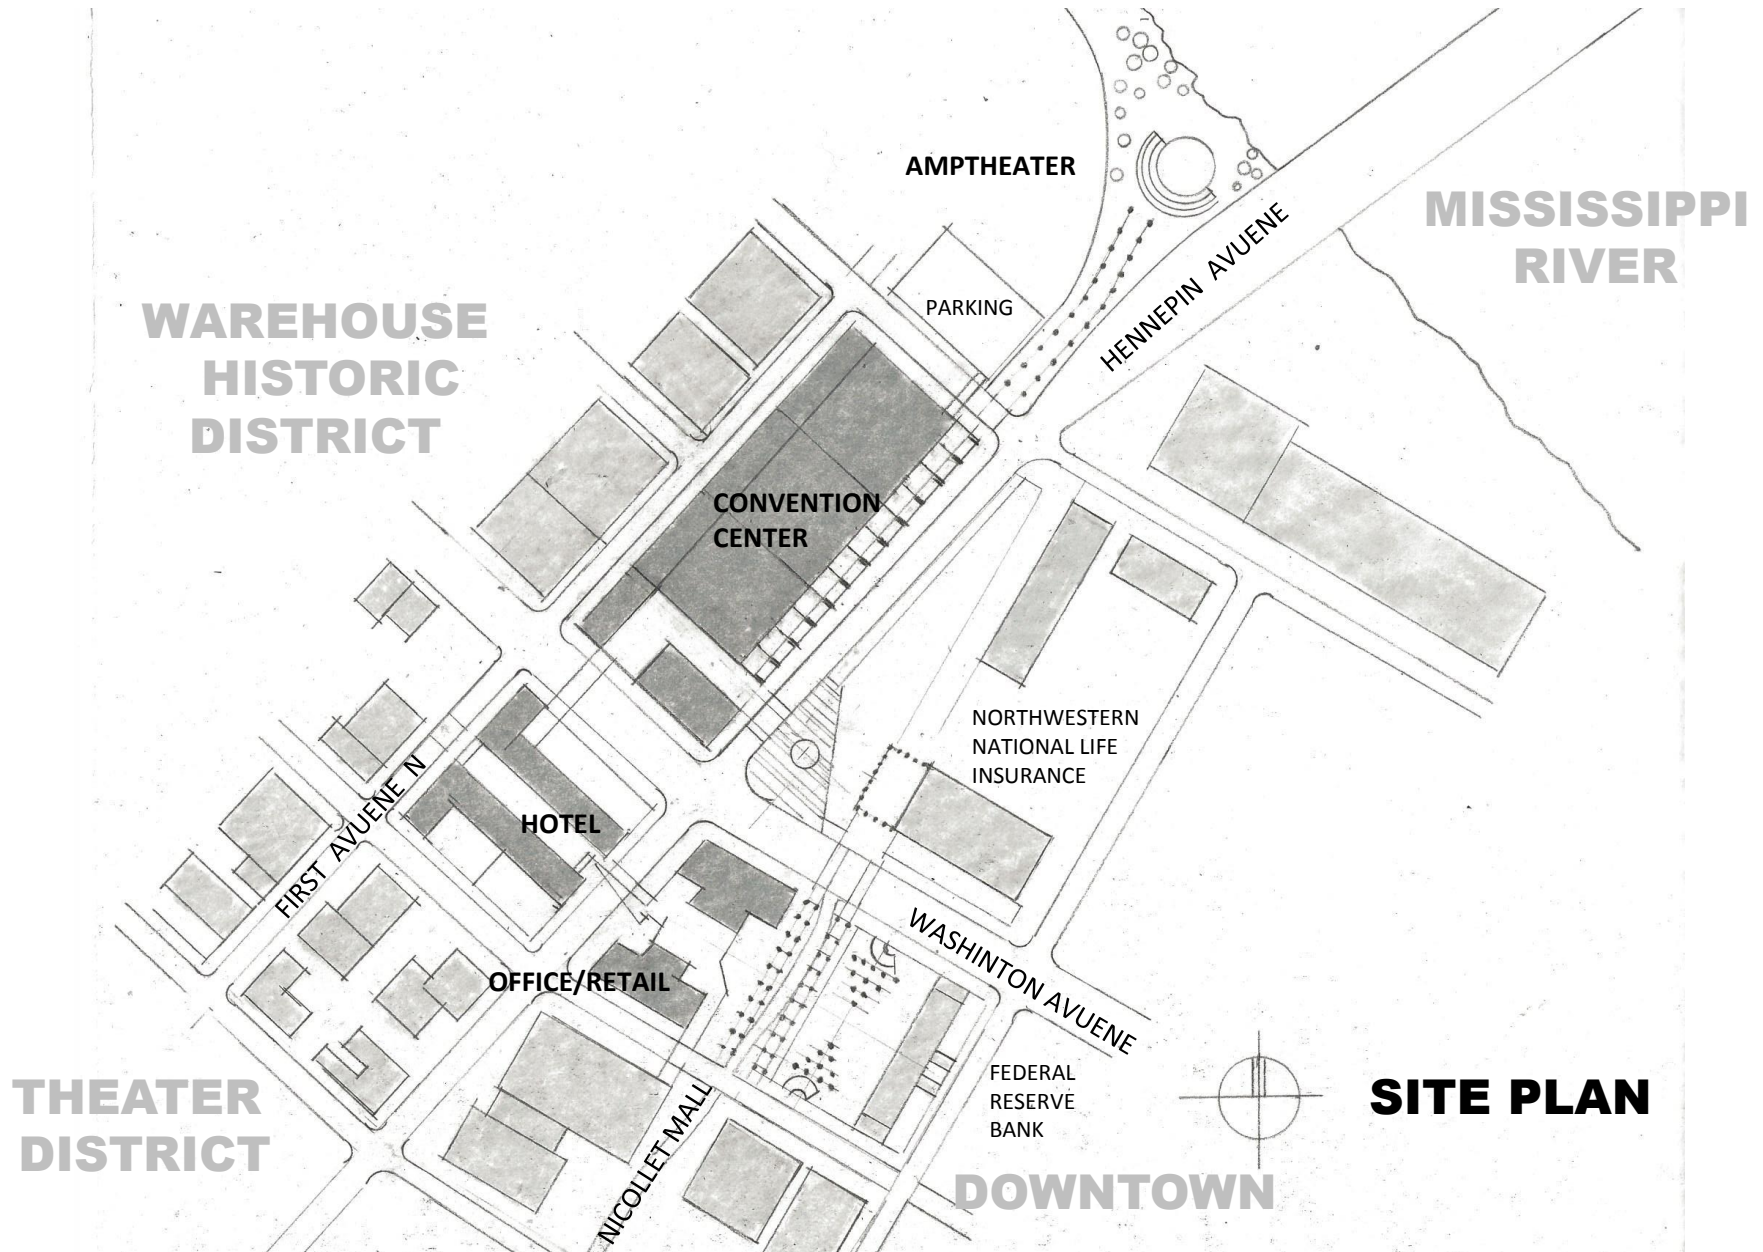 AMPTHEATER
MISSISSIPPI
RIVER
HENNEPIN AVUENE
PARKING
WAREHOUSE
HISTORIC
DISTRICT
CONVENTION
CENTER
NORTHWESTERN
NATIONAL LIFE
INSURANCE
FIRST AVUENE N
HOTEL
WASHINTON AVUENE
OFFICE/RETAIL
FEDERAL
RESERVE
BANK
SITE PLAN
THEATER
DISTRICT
NICOLLET MALL
DOWNTOWN